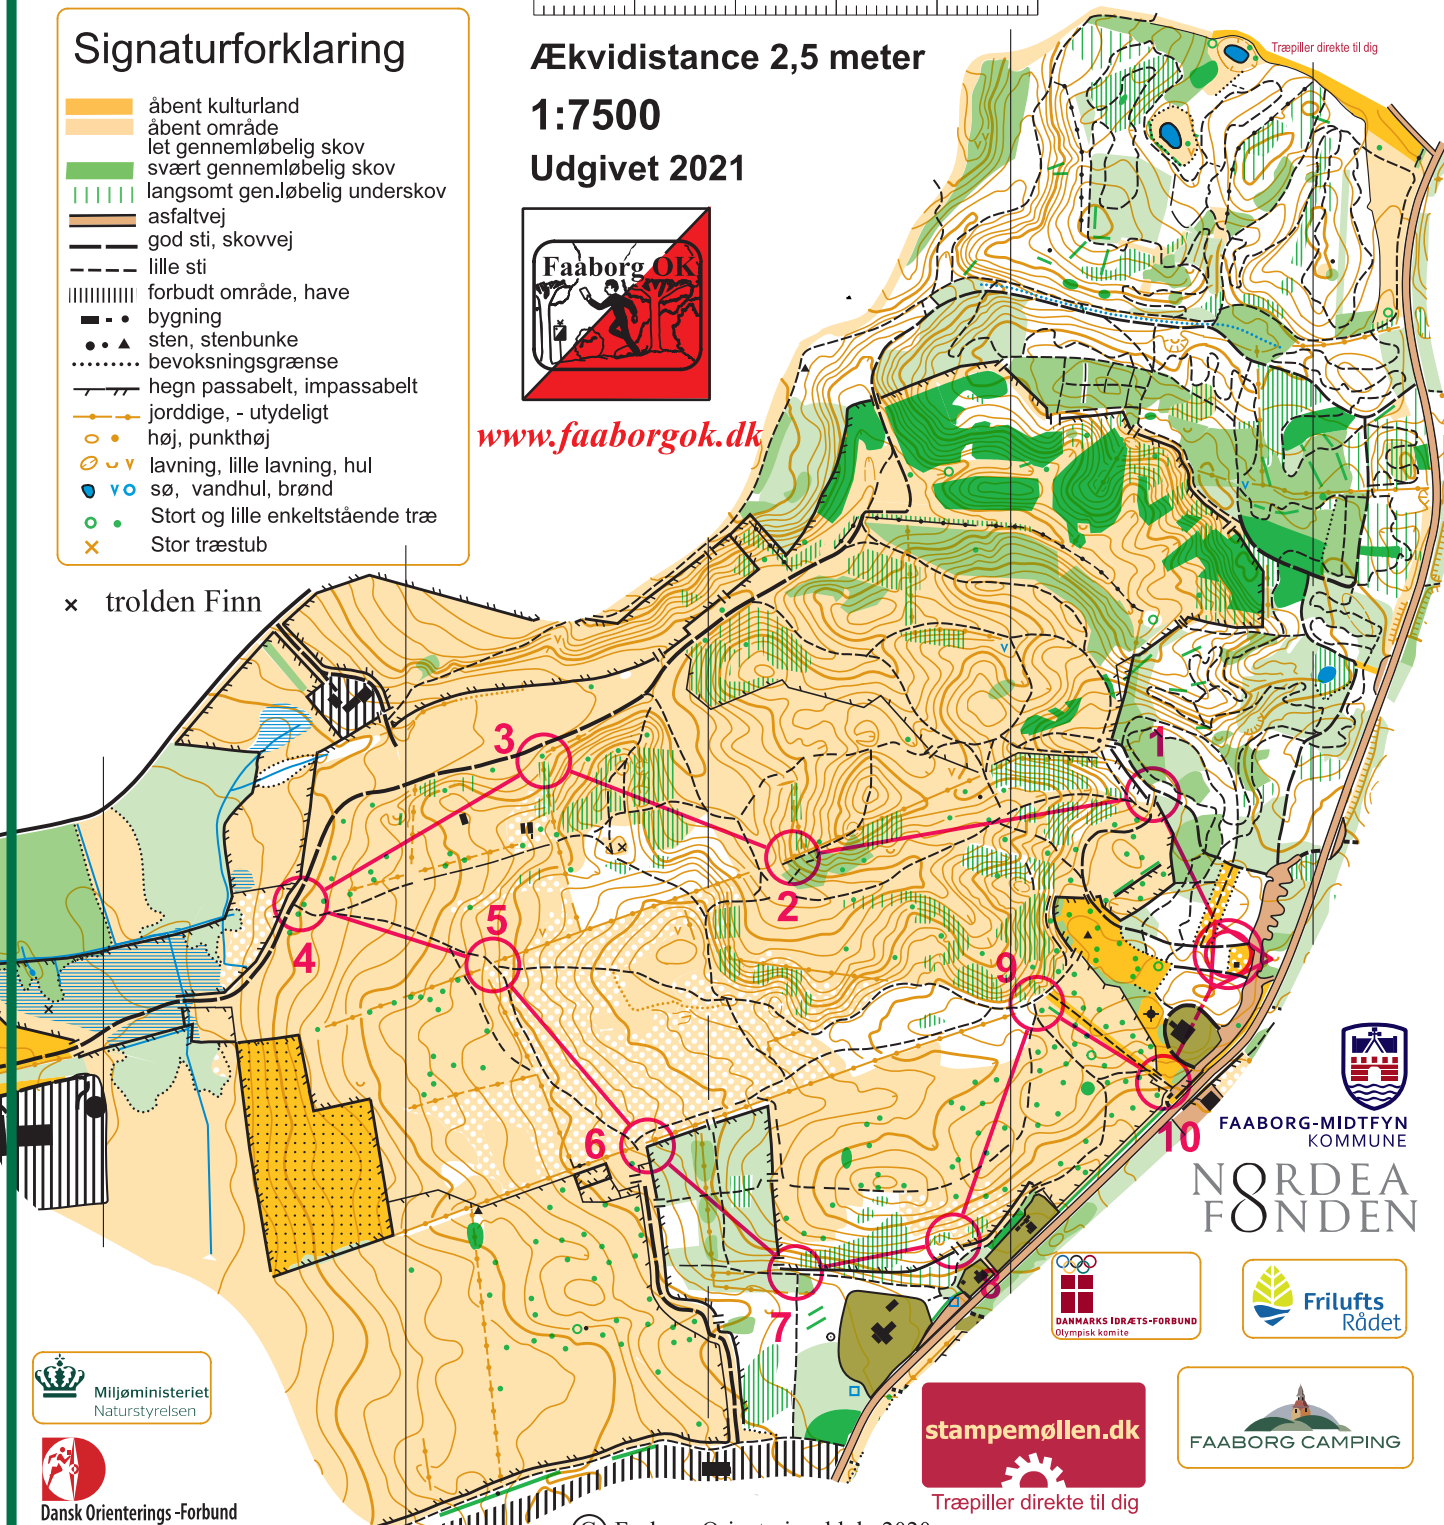 Signaturforklaring
åbent kulturland
åbent område
let gennemløbelig skov
svært gennemløbelig skov
langsomt gen.løbelig underskov
asfaltvej
god sti, skovvej
lille sti
forbudt område, have
bygning
sten, stenbunke
bevoksningsgrænse
hegn passabelt, impassabelt
jorddige, - utydeligt
høj, punkthøj
lavning, lille lavning, hul
sø, vandhul, brønd
Stort og lille enkeltstående træ
Stor træstub
× trolden Finn
Ækvidistance 2,5 meter
1:7500
Udgivet 2021
Faaborg OK
www.faaborgok.dk
Træpiller direkte til dig
1
2
3
4
5
6
7
8
9
10
FAABORG-MIDTFYN
KOMMUNE
NORDEA
FONDEN
DANMARKS IDRÆTS-FORBUND
Olympisk komite
Frilufts
Rådet
Miljøministeriet
Naturstyrelsen
Dansk Orienterings-Forbund
stampemøllen.dk
Træpiller direkte til dig
FAABORG CAMPING